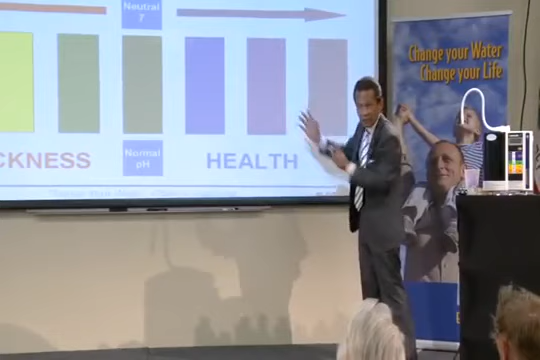 Neutral
7
CKNESS
Normal
pH
HEALTH
Change your Water
Change your Life